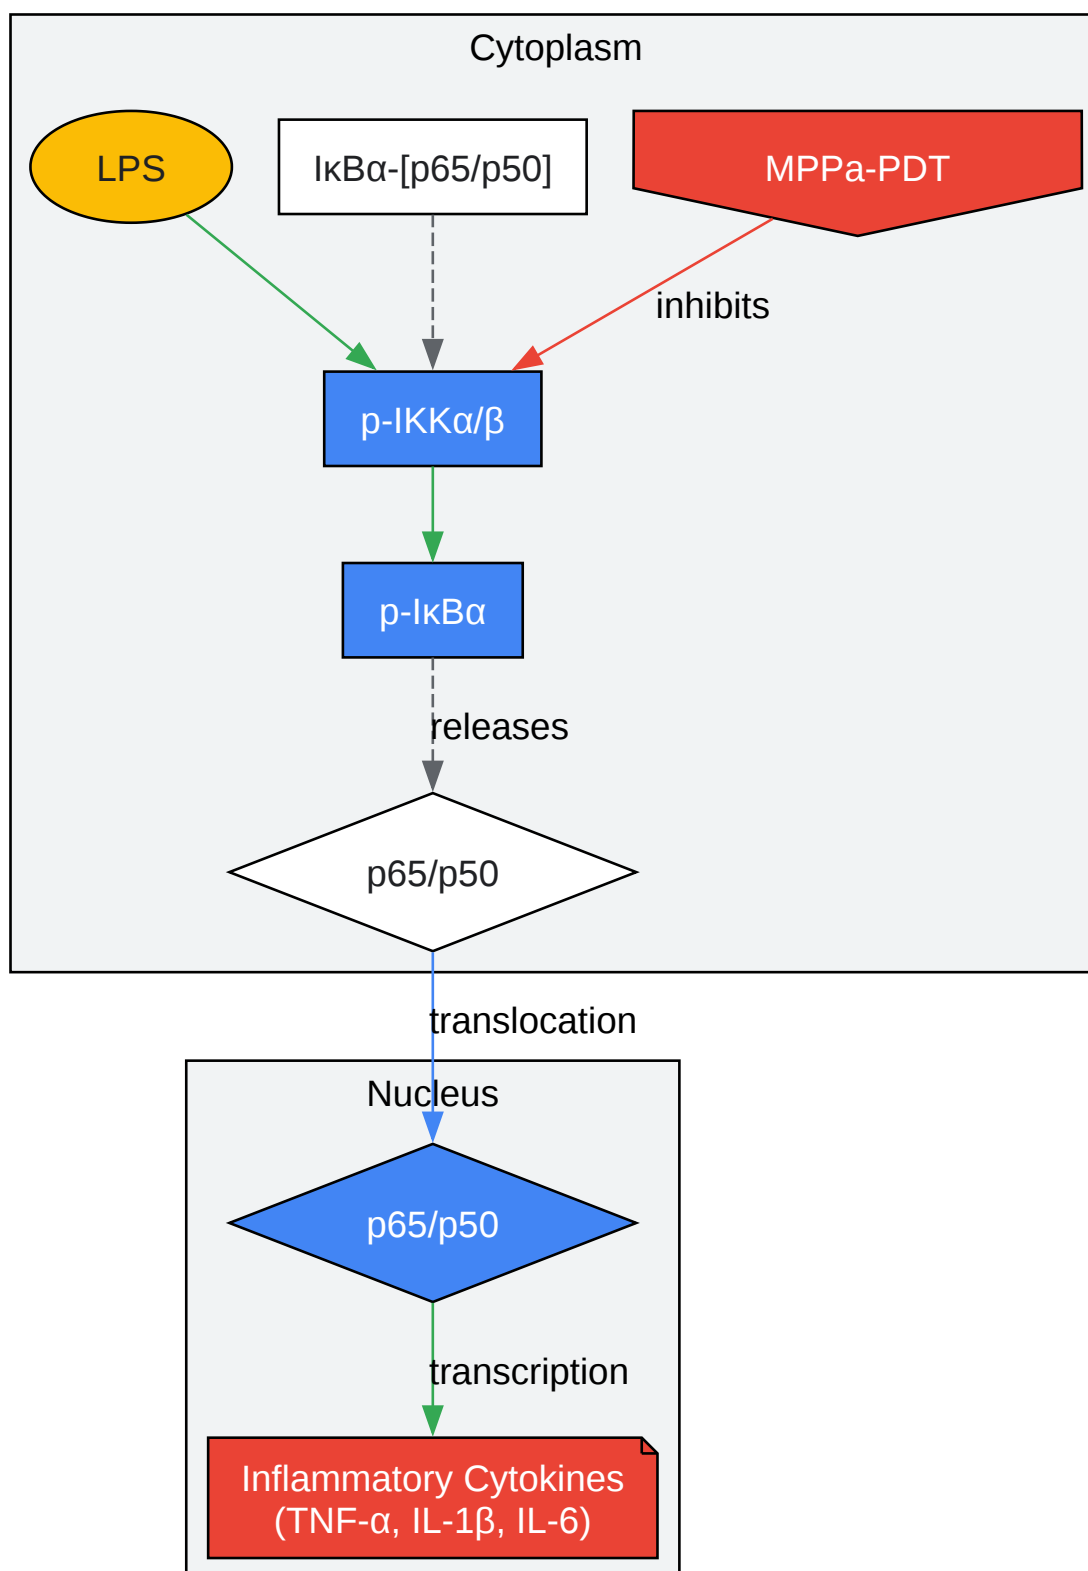 Cytoplasm
LPS
IκBα-[p65/p50]
MPPa-PDT
inhibits
p-IKKα/β
p-IκBα
releases
p65/p50
translocation
Nucleus
p65/p50
transcription
Inflammatory Cytokines
(TNF-α, IL-1β, IL-6)